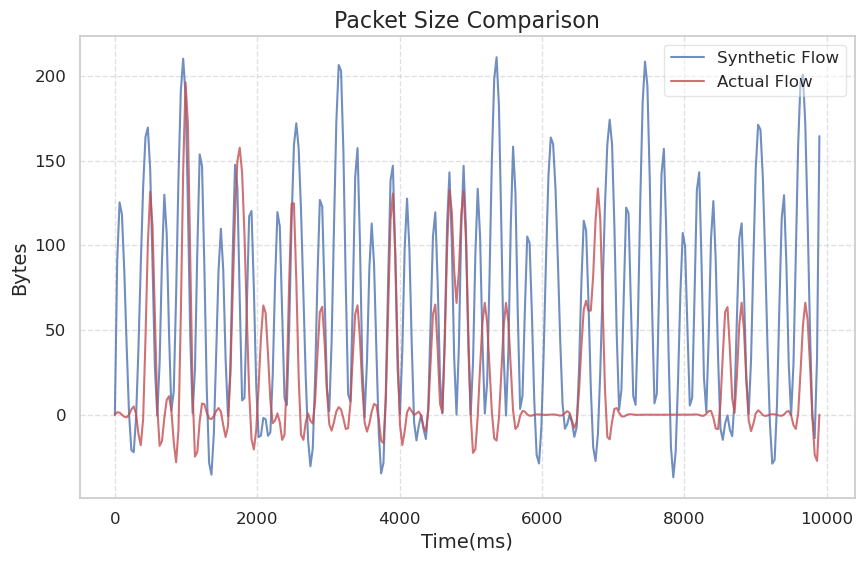 Packet Size Comparison
Synthetic Flow
Actual Flow
200
150
100
50
0
Bytes
0 2000 4000 6000 8000 10000
Time(ms)